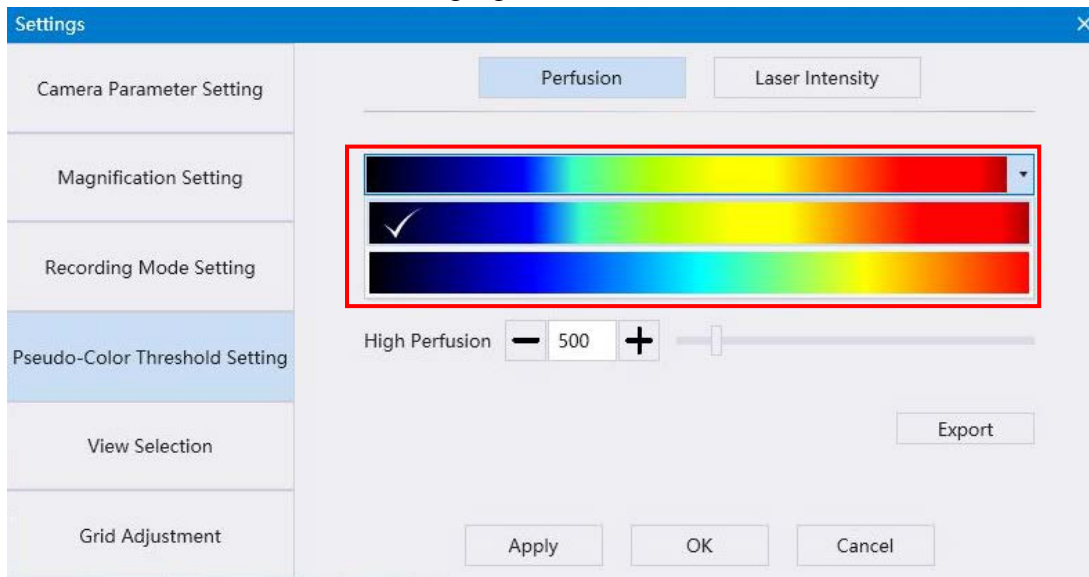 Settings
Camera Parameter Setting
Magnification Setting
Recording Mode Setting
Pseudo-Color Threshold Setting
View Selection
Grid Adjustment
Perfusion
Laser Intensity
High Perfusion 500
Export
Apply OK Cancel